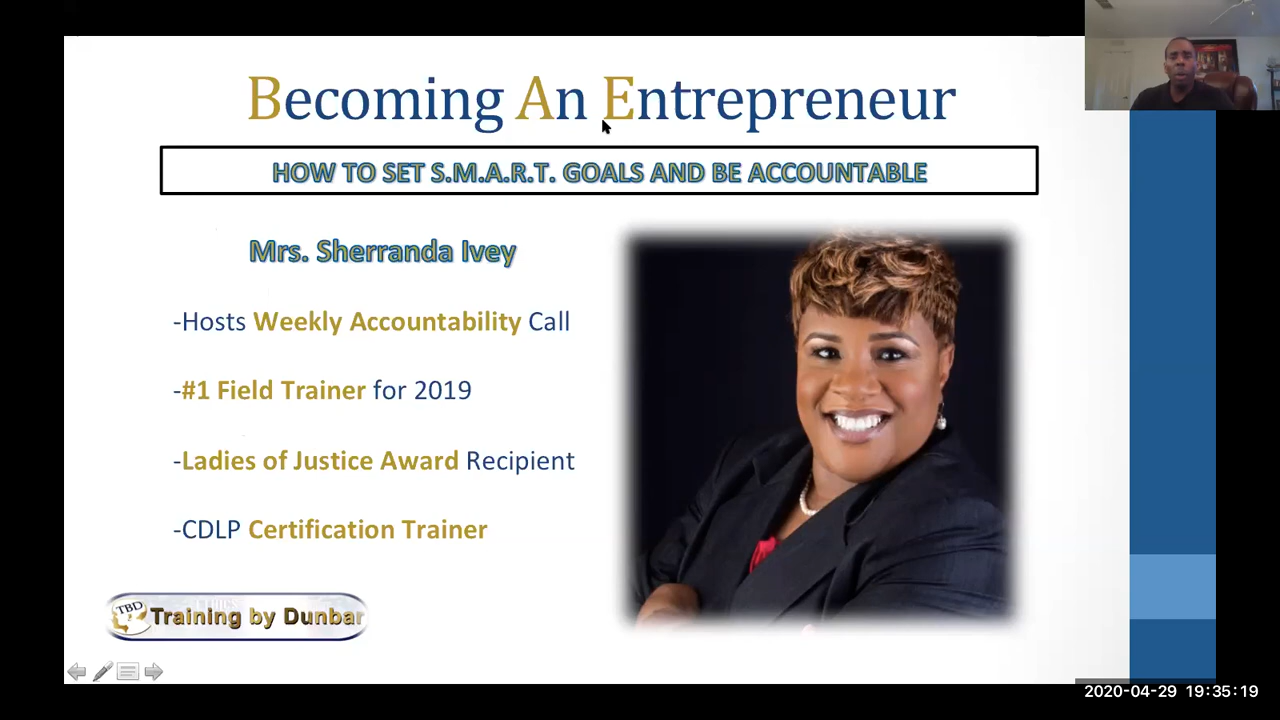 Becoming An Entrepreneur
HOW TO SET S.M.A.R.T. GOALS AND BE ACCOUNTABLE
Mrs. Sherranda Ivey
-Hosts Weekly Accountability Call
-#1 Field Trainer for 2019
-Ladies of Justice Award Recipient
-CDLP Certification Trainer
TBD
Training by Dunbar
2020-04-29 19:35:19